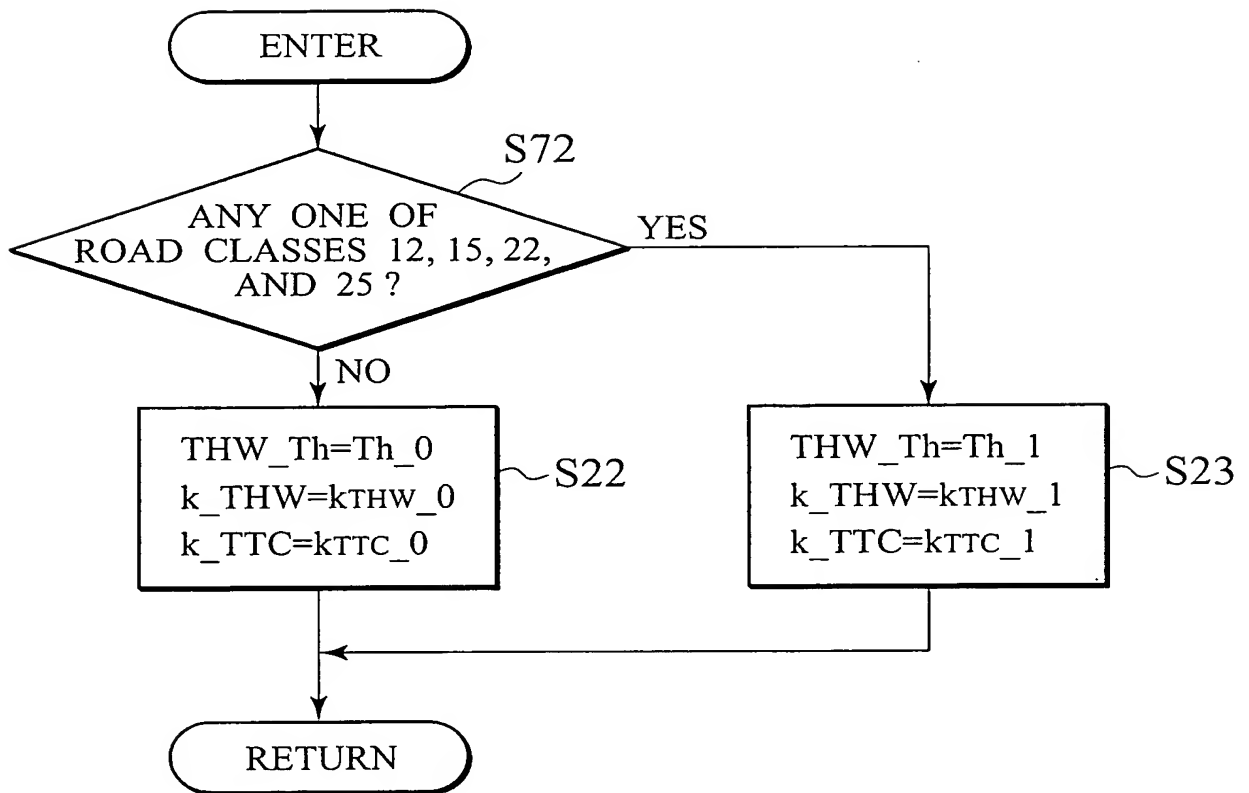 ENTER
S72
ANY ONE OF
ROAD CLASSES 12, 15, 22,
AND 25 ?
YES
NO
THW_Th=Th_0
k_THW=kTHW_0
k_TTC=kTTC_0
S22
THW_Th=Th_1
k_THW=kTHW_1
k_TTC=kTTC_1
S23
RETURN